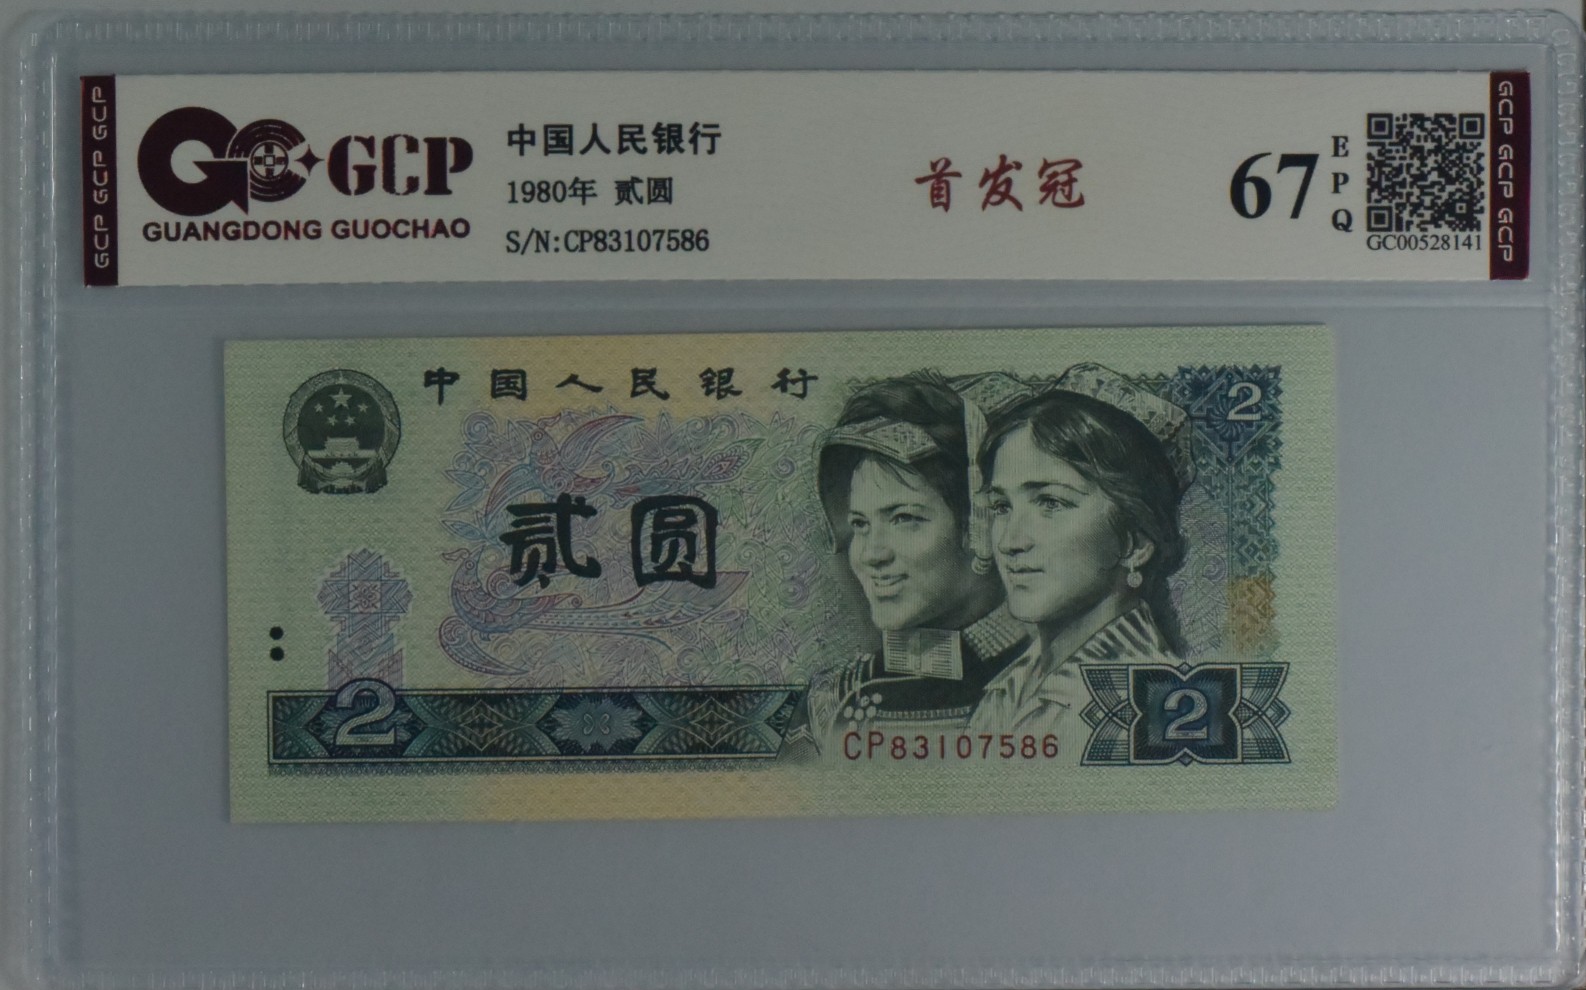 GCP GCP GCP
GCP
GUANGDONG GUOCHAO
中国人民银行
1980年 贰圆
S/N:CP83107586
首发冠
67
EPQ
GC00528141
GCP GCP GCP
中国人民银行
2
贰圆
2
2
CP83107586